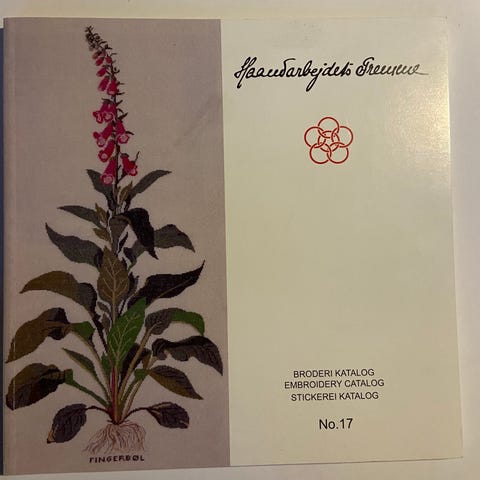 Haandarbejdets Fremme
BRODERI KATALOG
EMBROIDERY CATALOG
STICKEREI KATALOG
No.17
FINGERBØL